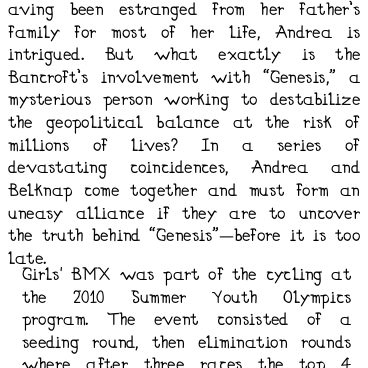 aving been estranged from her father's
family for most of her life, Andrea is
intrigued. But what exactly is the
Bancroft's involvement with “Genesis,” a
mysterious person working to destabilize
the geopolitical balance at the risk of
millions of lives? In a series of
devastating coincidences, Andrea and
Belknap come together and must form an
uneasy alliance if they are to uncover
the truth behind “Genesis”—before it is too
late.
Girls' BMX was part of the cycling at
the 2010 Summer Youth Olympics
program. The event consisted of a
seeding round, then elimination rounds
where after three races the top 4